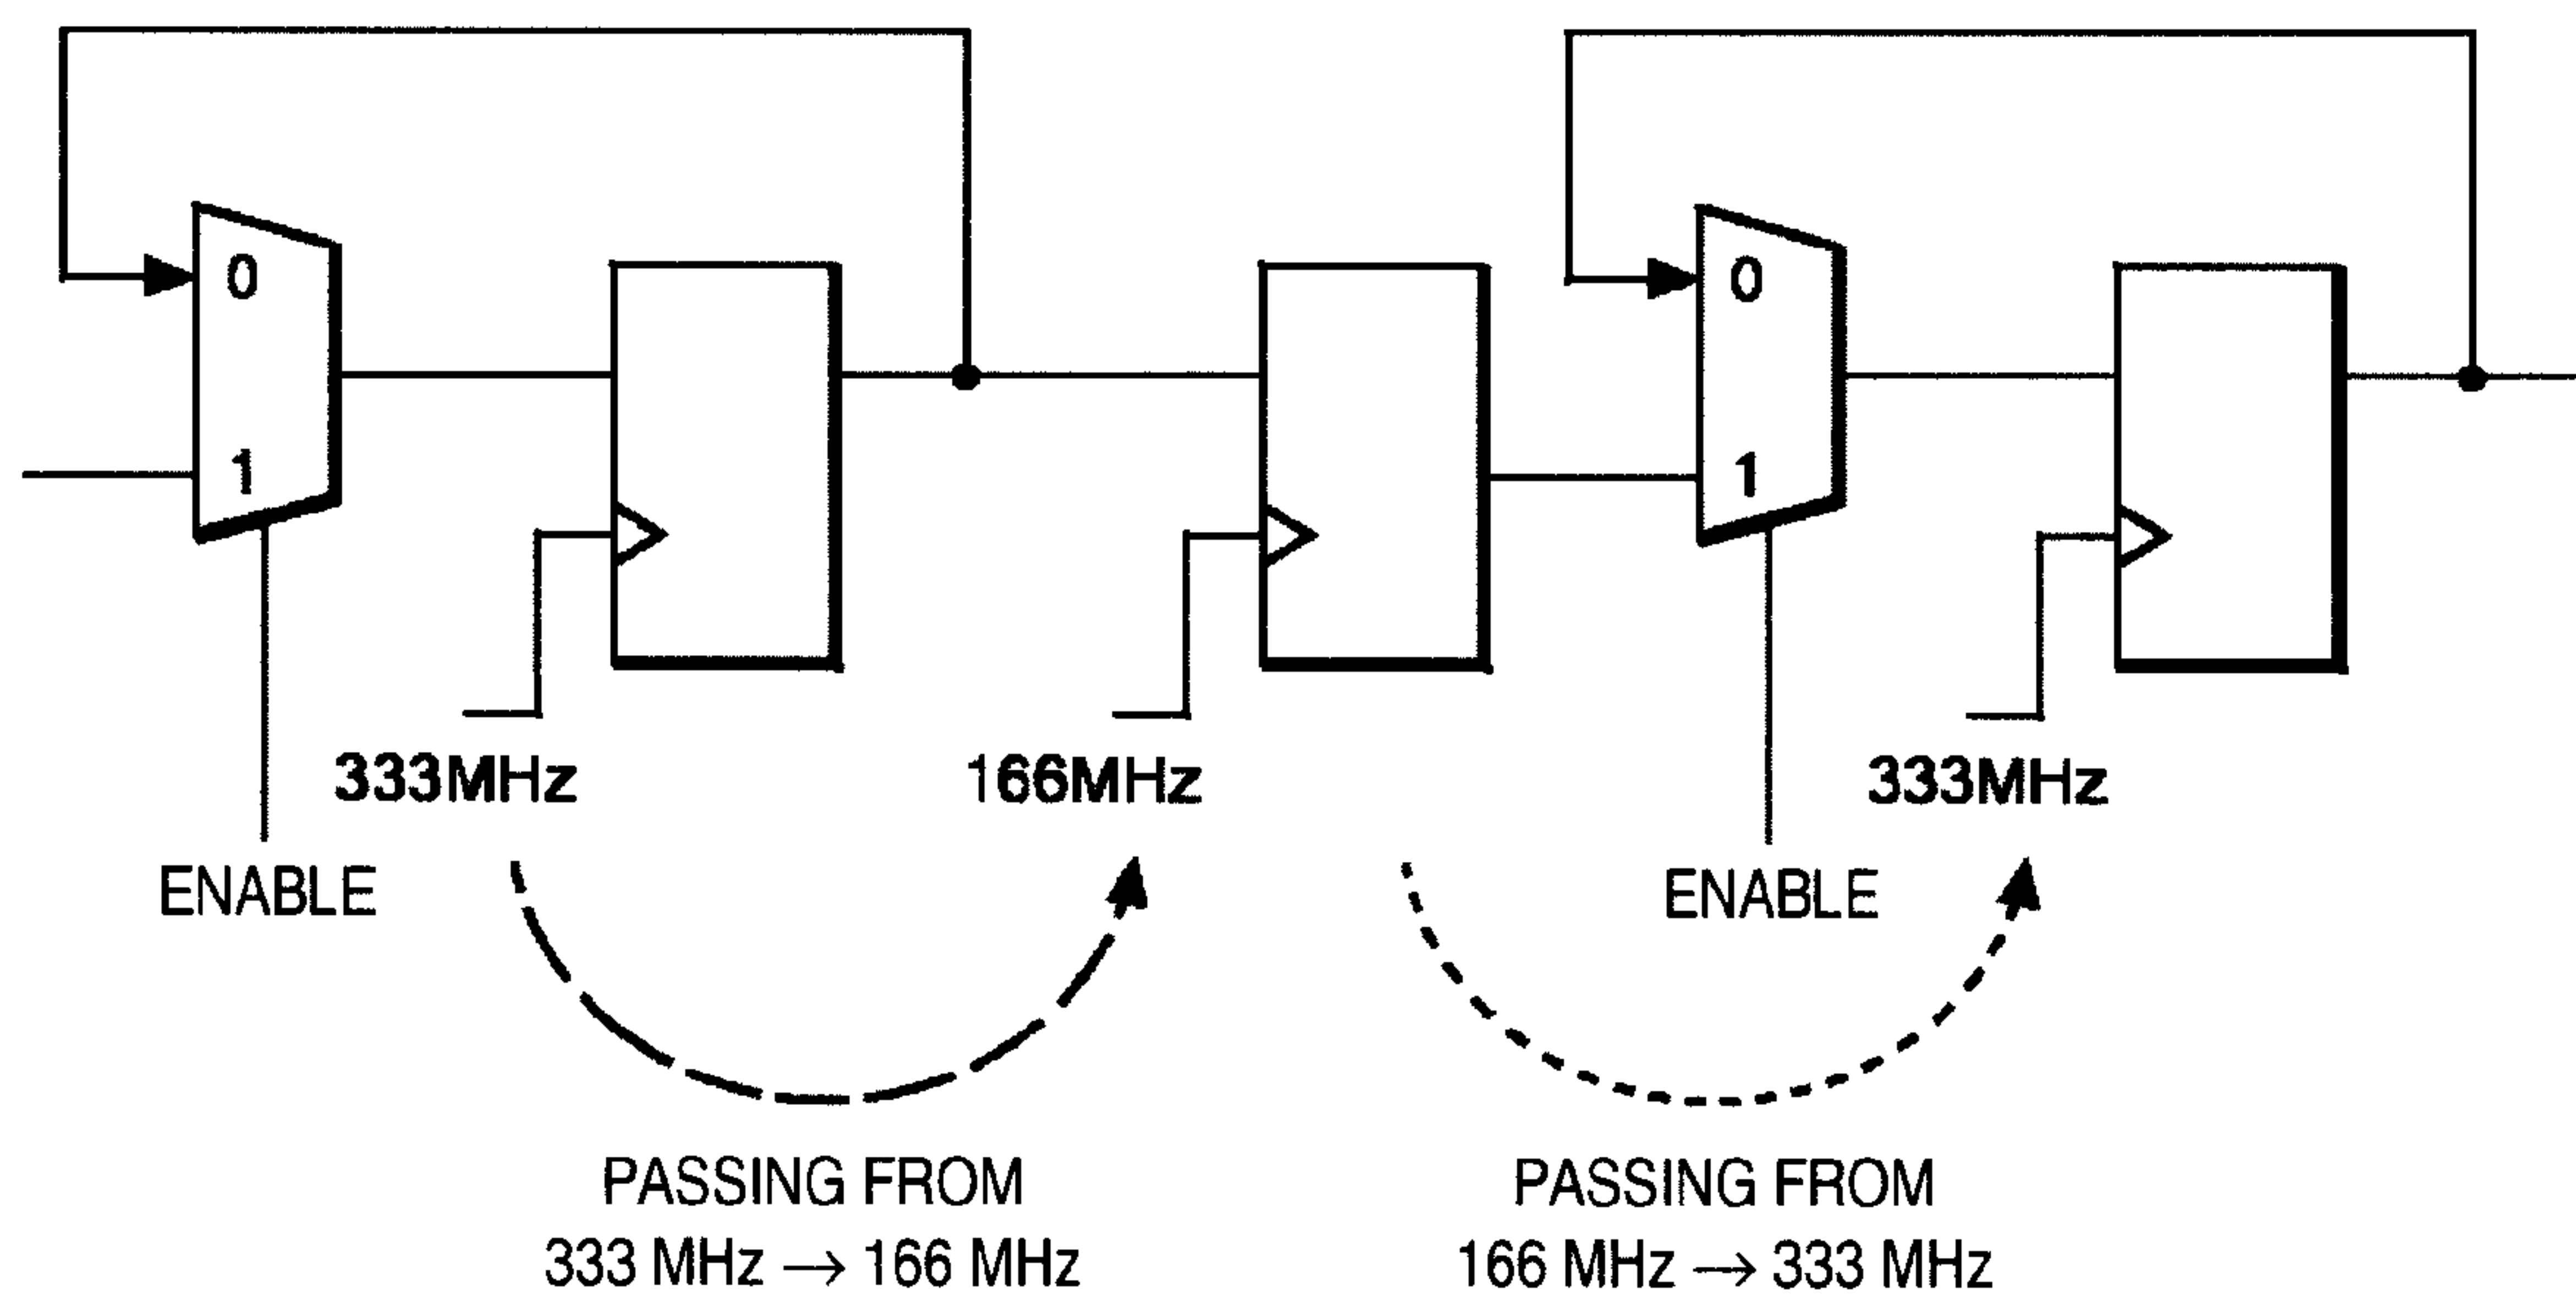 0
1
0
1
333MHz
166MHz
333MHz
ENABLE
ENABLE
PASSING FROM
333 MHz → 166 MHz
PASSING FROM
166 MHz → 333 MHz